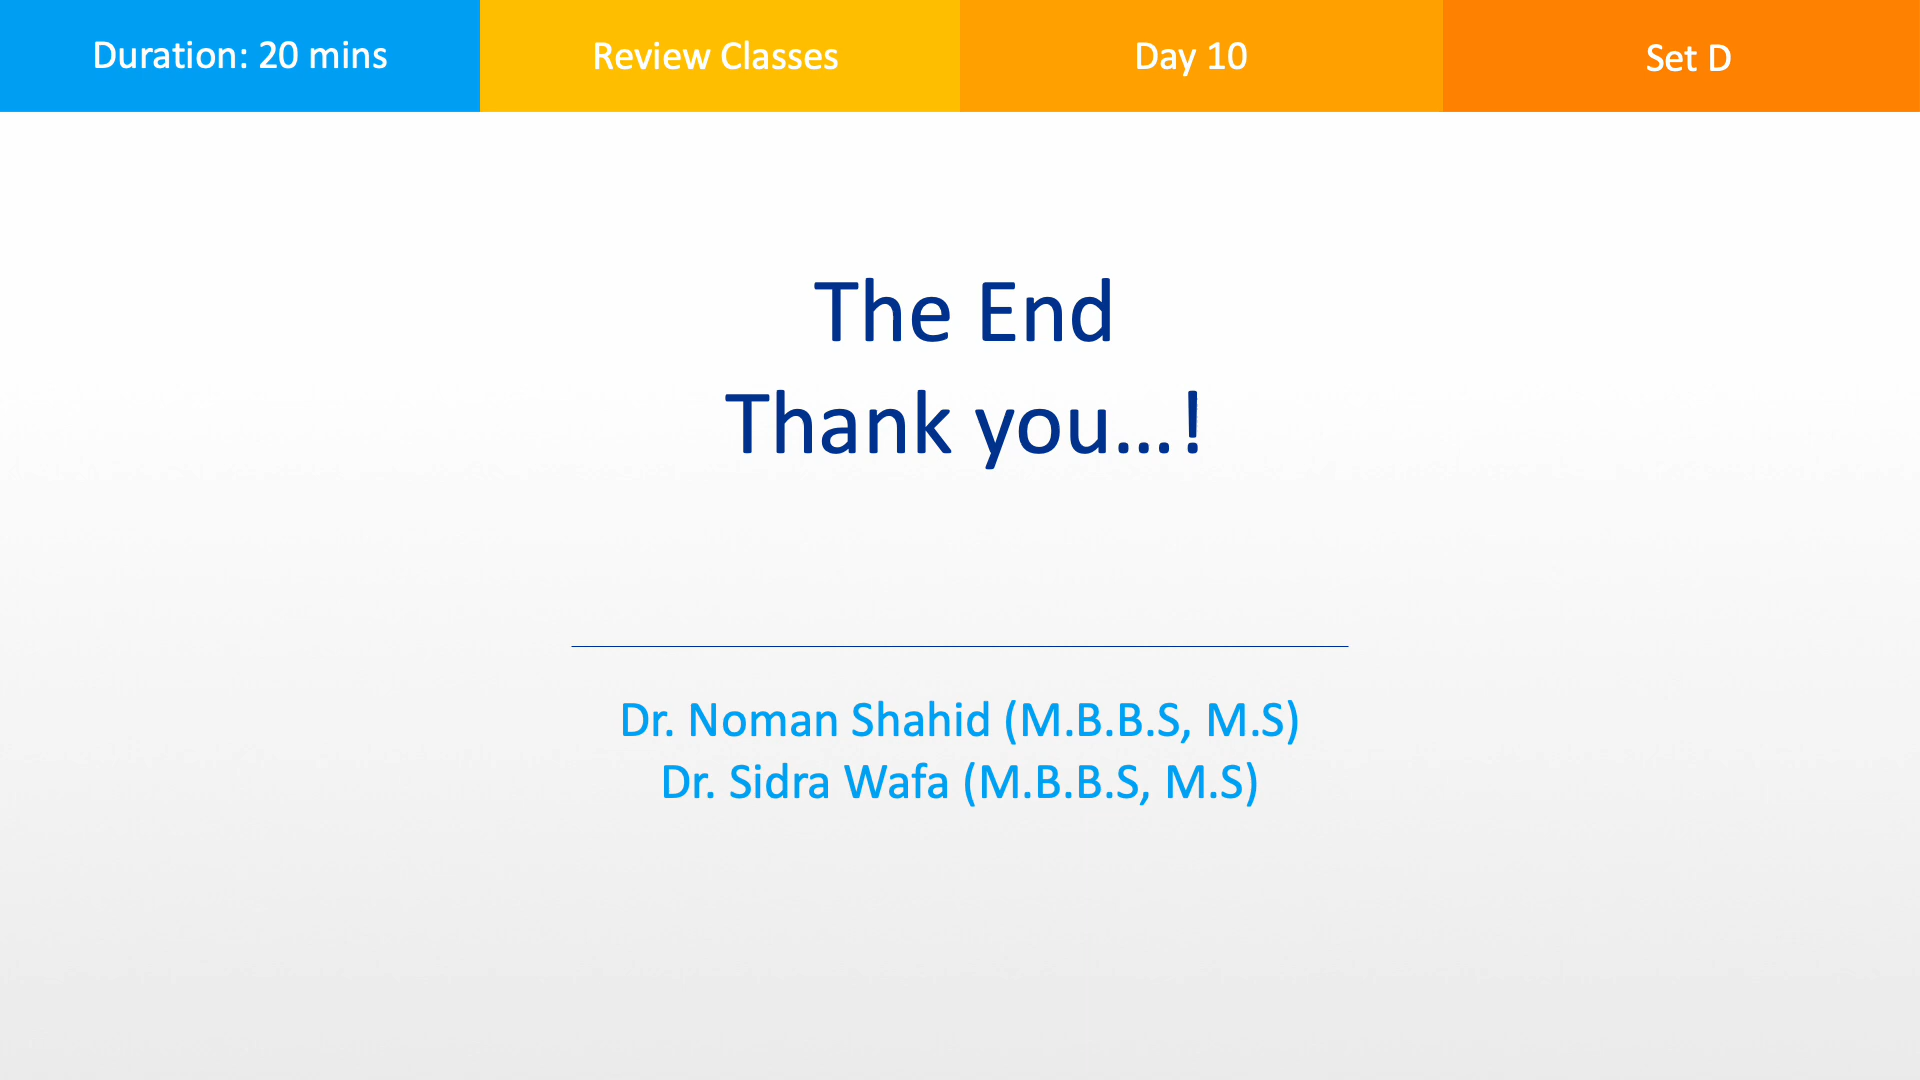 Duration: 20 mins
Review Classes
Day 10
Set D
The End
Thank you...!
Dr. Noman Shahid (M.B.B.S, M.S)
Dr. Sidra Wafa (M.B.B.S, M.S)